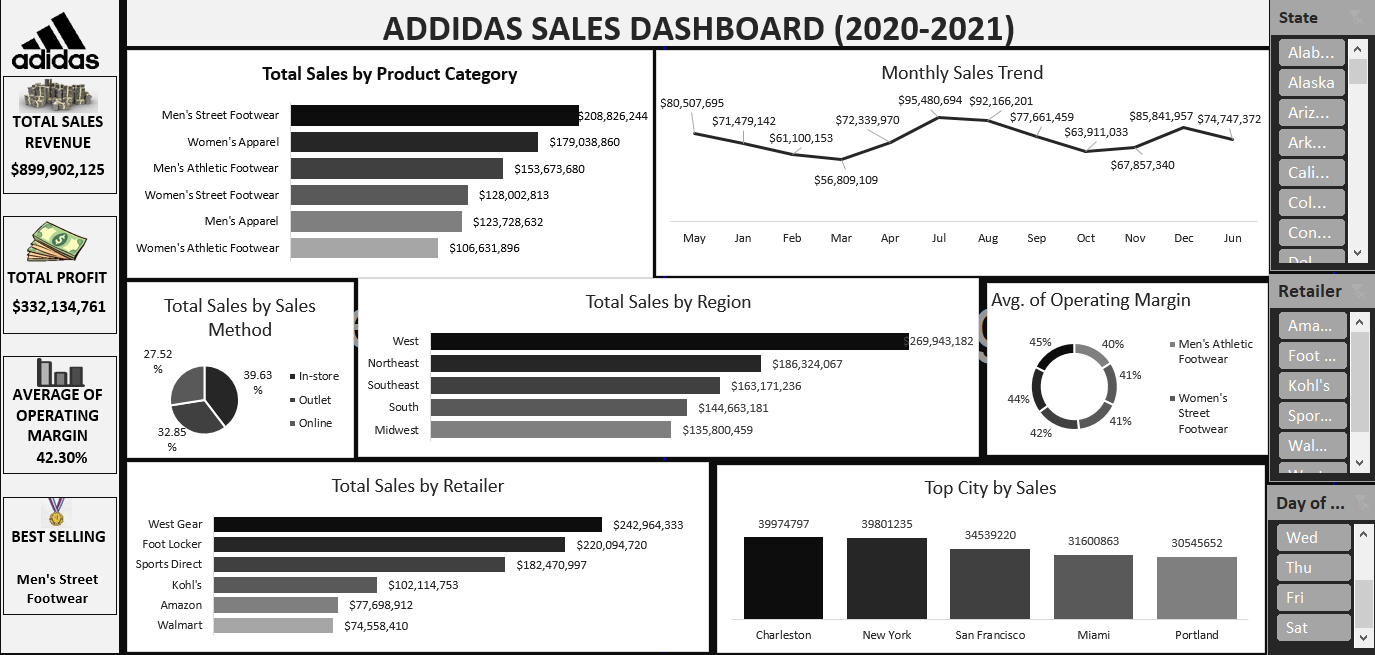 adidas
TOTAL SALES
REVENUE
$899,902,125
TOTAL PROFIT
$332,134,761
AVERAGE OF
OPERATING
MARGIN
42.30%
BEST SELLING
Men's Street
Footwear
ADDIDAS SALES DASHBOARD (2020-2021)
Total Sales by Product Category
Men's Street Footwear $208,826,244
Women's Apparel $179,038,860
Men's Athletic Footwear $153,673,680
Women's Street Footwear $128,002,813
Men's Apparel $123,728,632
Women's Athletic Footwear $106,631,896
Monthly Sales Trend
$80,507,695
$71,479,142
$61,100,153
$56,809,109
$72,339,970
$95,480,694
$92,166,201
$77,661,459
$63,911,033
$67,857,340
$85,841,957
$74,747,372
May Jan Feb Mar Apr Jul Aug Sep Oct Nov Dec Jun
Total Sales by Sales
Method
27.52
%
39.63
%
32.85
%
In-store
Outlet
Online
Total Sales by Region
West $269,943,182
Northeast $186,324,067
Southeast $163,171,236
South $144,663,181
Midwest $135,800,459
Avg. of Operating Margin
45%
40%
41%
41%
42%
44%
Men's Athletic
Footwear
Women's
Street
Footwear
Total Sales by Retailer
West Gear $242,964,333
Foot Locker $220,094,720
Sports Direct $182,470,997
Kohl's $102,114,753
Amazon $77,698,912
Walmart $74,558,410
Top City by Sales
39974797 39801235 34539220 31600863 30545652
Charleston New York San Francisco Miami Portland
State
Alab...
Alaska
Ariz...
Ark...
Cali...
Col...
Con...
Retailer
Ama...
Foot ...
Kohl's
Spor...
Wal...
Day of ...
Wed
Thu
Fri
Sat